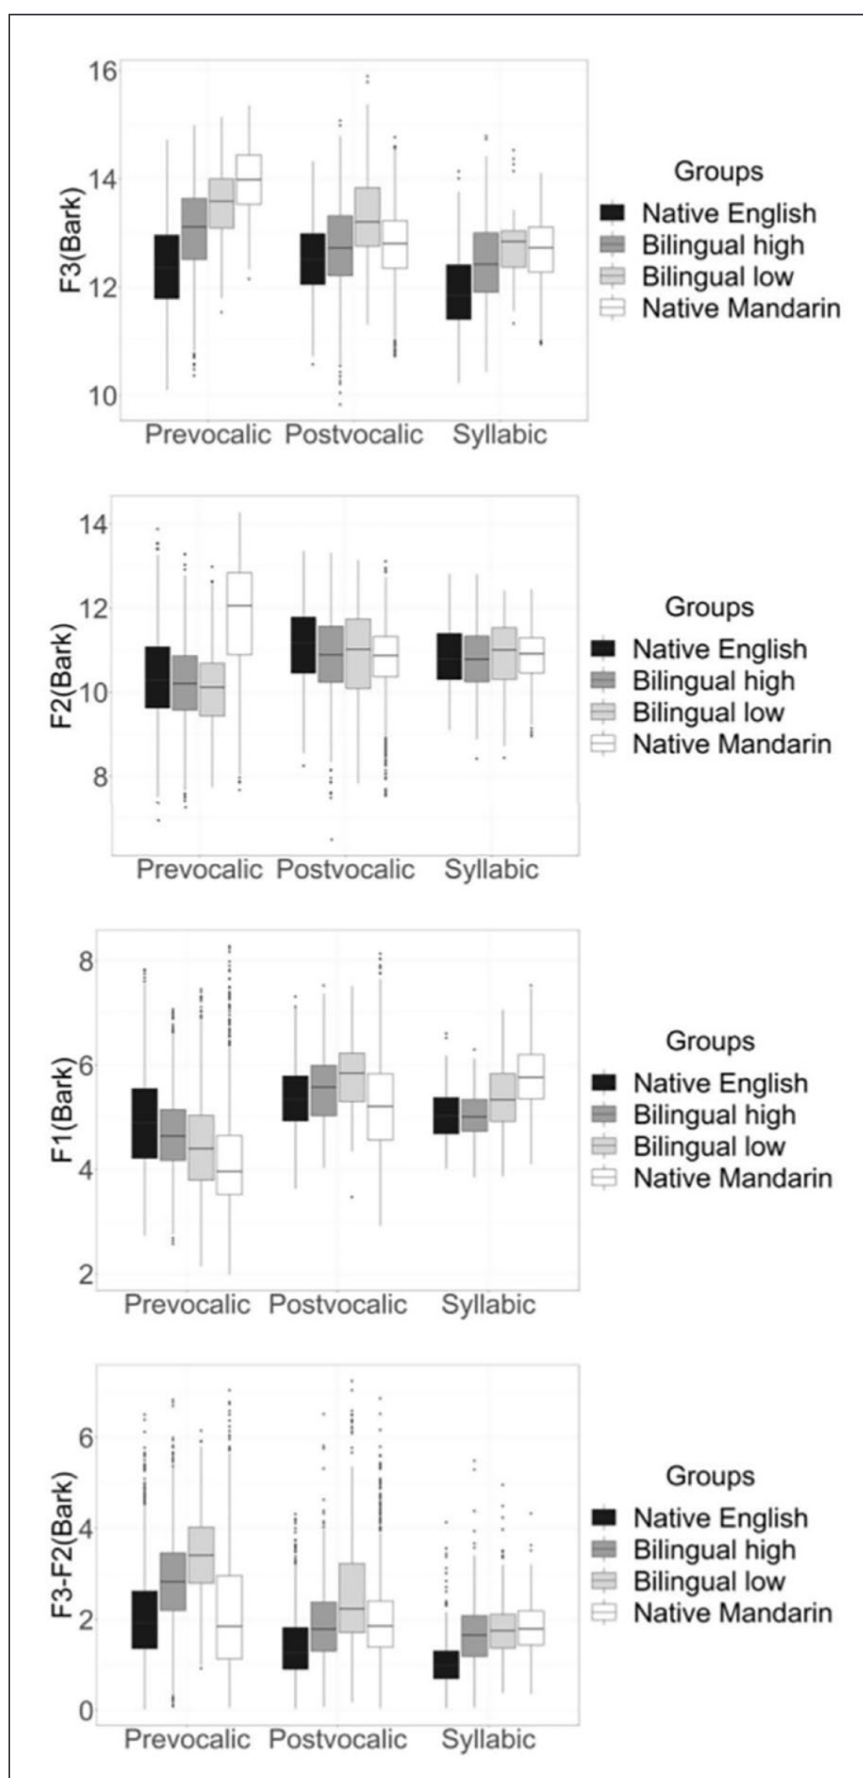 F3(Bark)
16
14
12
10
Prevocalic Postvocalic Syllabic
Groups
Native English
Bilingual high
Bilingual low
Native Mandarin
F2(Bark)
14
12
10
8
Prevocalic Postvocalic Syllabic
Groups
Native English
Bilingual high
Bilingual low
Native Mandarin
F1(Bark)
8
6
4
2
Prevocalic Postvocalic Syllabic
Groups
Native English
Bilingual high
Bilingual low
Native Mandarin
F3-F2(Bark)
6
4
2
0
Prevocalic Postvocalic Syllabic
Groups
Native English
Bilingual high
Bilingual low
Native Mandarin